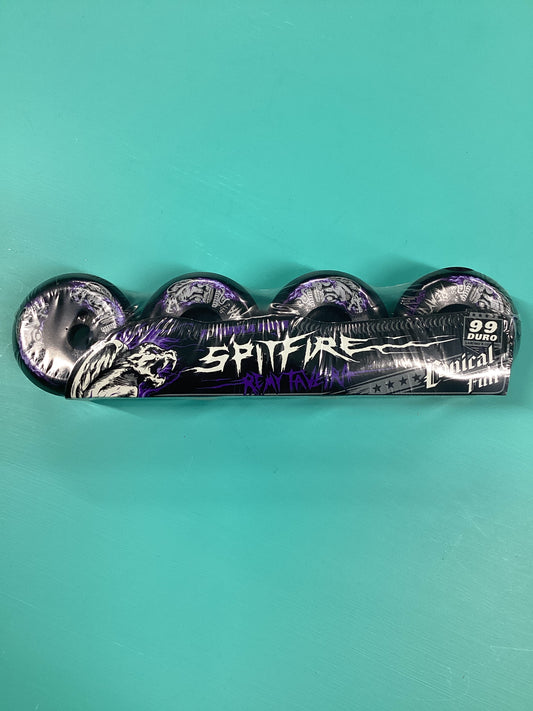 SPITFIRE
REMY TAVEIRA
99
DURO
Conical
Full